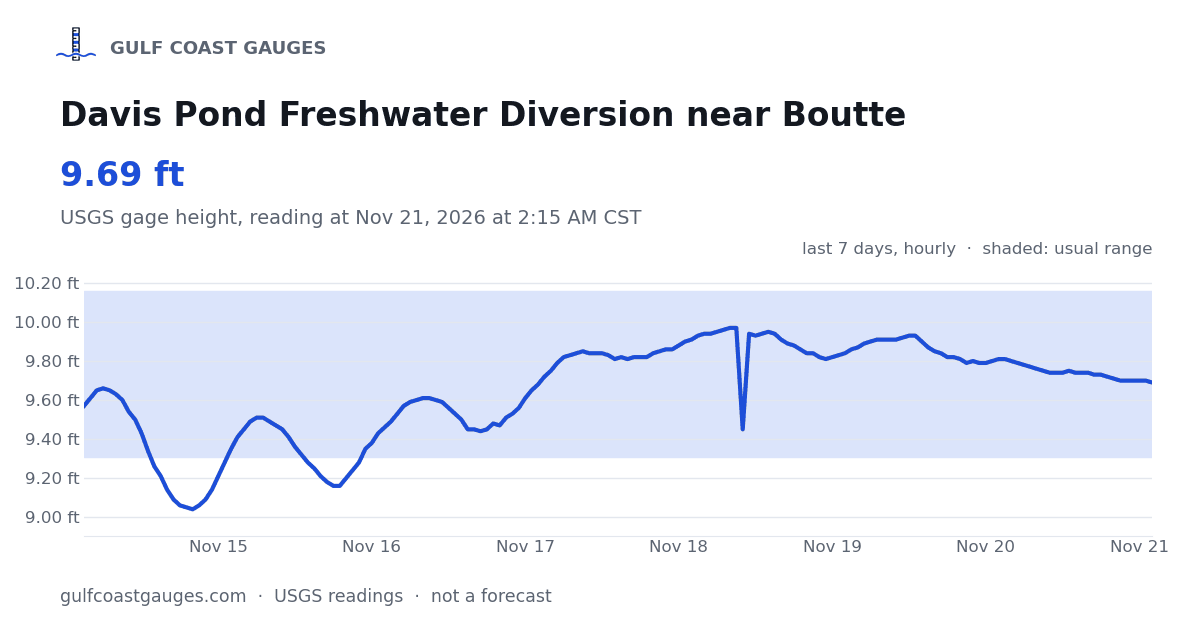 GULF COAST GAUGES
Davis Pond Freshwater Diversion near Boutte
9.69 ft
USGS gage height, reading at Nov 21, 2026 at 2:15 AM CST
last 7 days, hourly · shaded: usual range
10.20 ft
10.00 ft
9.80 ft
9.60 ft
9.40 ft
9.20 ft
9.00 ft
Nov 15 Nov 16 Nov 17 Nov 18 Nov 19 Nov 20 Nov 21
gulfcoastgauges.com · USGS readings · not a forecast